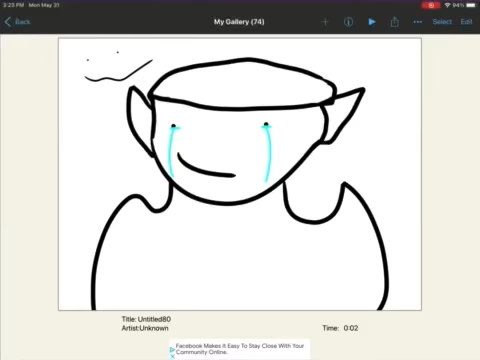 3:23 PM Mon May 31
94%
Back
My Gallery (74)
Select
Edit
Title: Untitled80
Artist:Unknown
Time: 0:02
Facebook Makes It Easy To Stay Close With Your
Community Online.